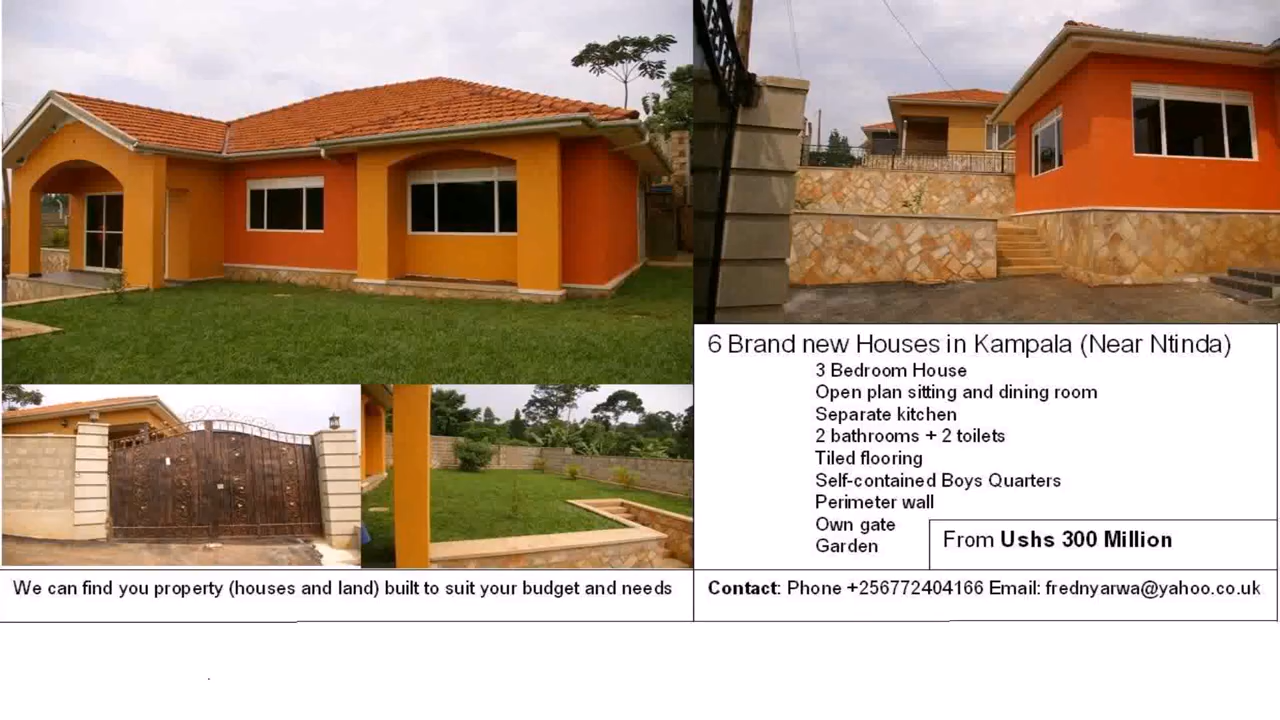 6 Brand new Houses in Kampala (Near Ntinda)
3 Bedroom House
Open plan sitting and dining room
Separate kitchen
2 bathrooms + 2 toilets
Tiled flooring
Self-contained Boys Quarters
Perimeter wall
Own gate
Garden
From Ushs 300 Million
We can find you property (houses and land) built to suit your budget and needs
Contact: Phone +256772404166 Email: frednyarwa@yahoo.co.uk